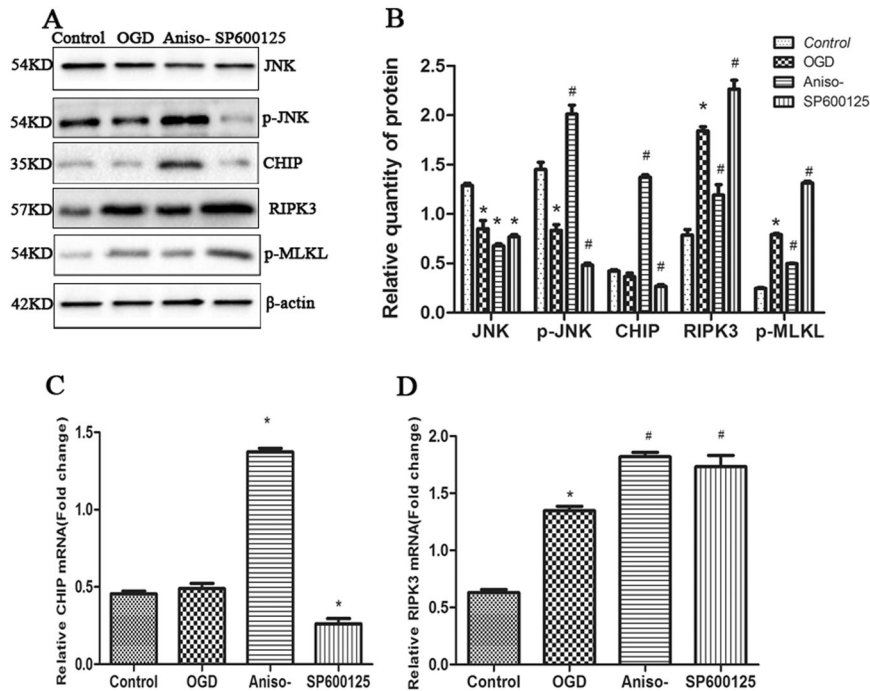 A
Control OGD Aniso- SP600125
54KD JNK
54KD p-JNK
35KD CHIP
57KD RIPK3
54KD p-MLKL
42KD β-actin
B
Control
OGD
Aniso-
SP600125
Relative quantity of protein
2.5
2.0
1.5
1.0
0.5
0.0
* * *
* # #
# #
* # #
* # #
JNK p-JNK CHIP RIPK3 p-MLKL
C
Relative CHIP mRNA(Fold change)
1.5
1.0
0.5
0.0
*
*
Control OGD Aniso- SP600125
D
Relative RIPK3 mRNA(Fold change)
2.0
1.5
1.0
0.5
0.0
* # #
Control OGD Aniso- SP600125